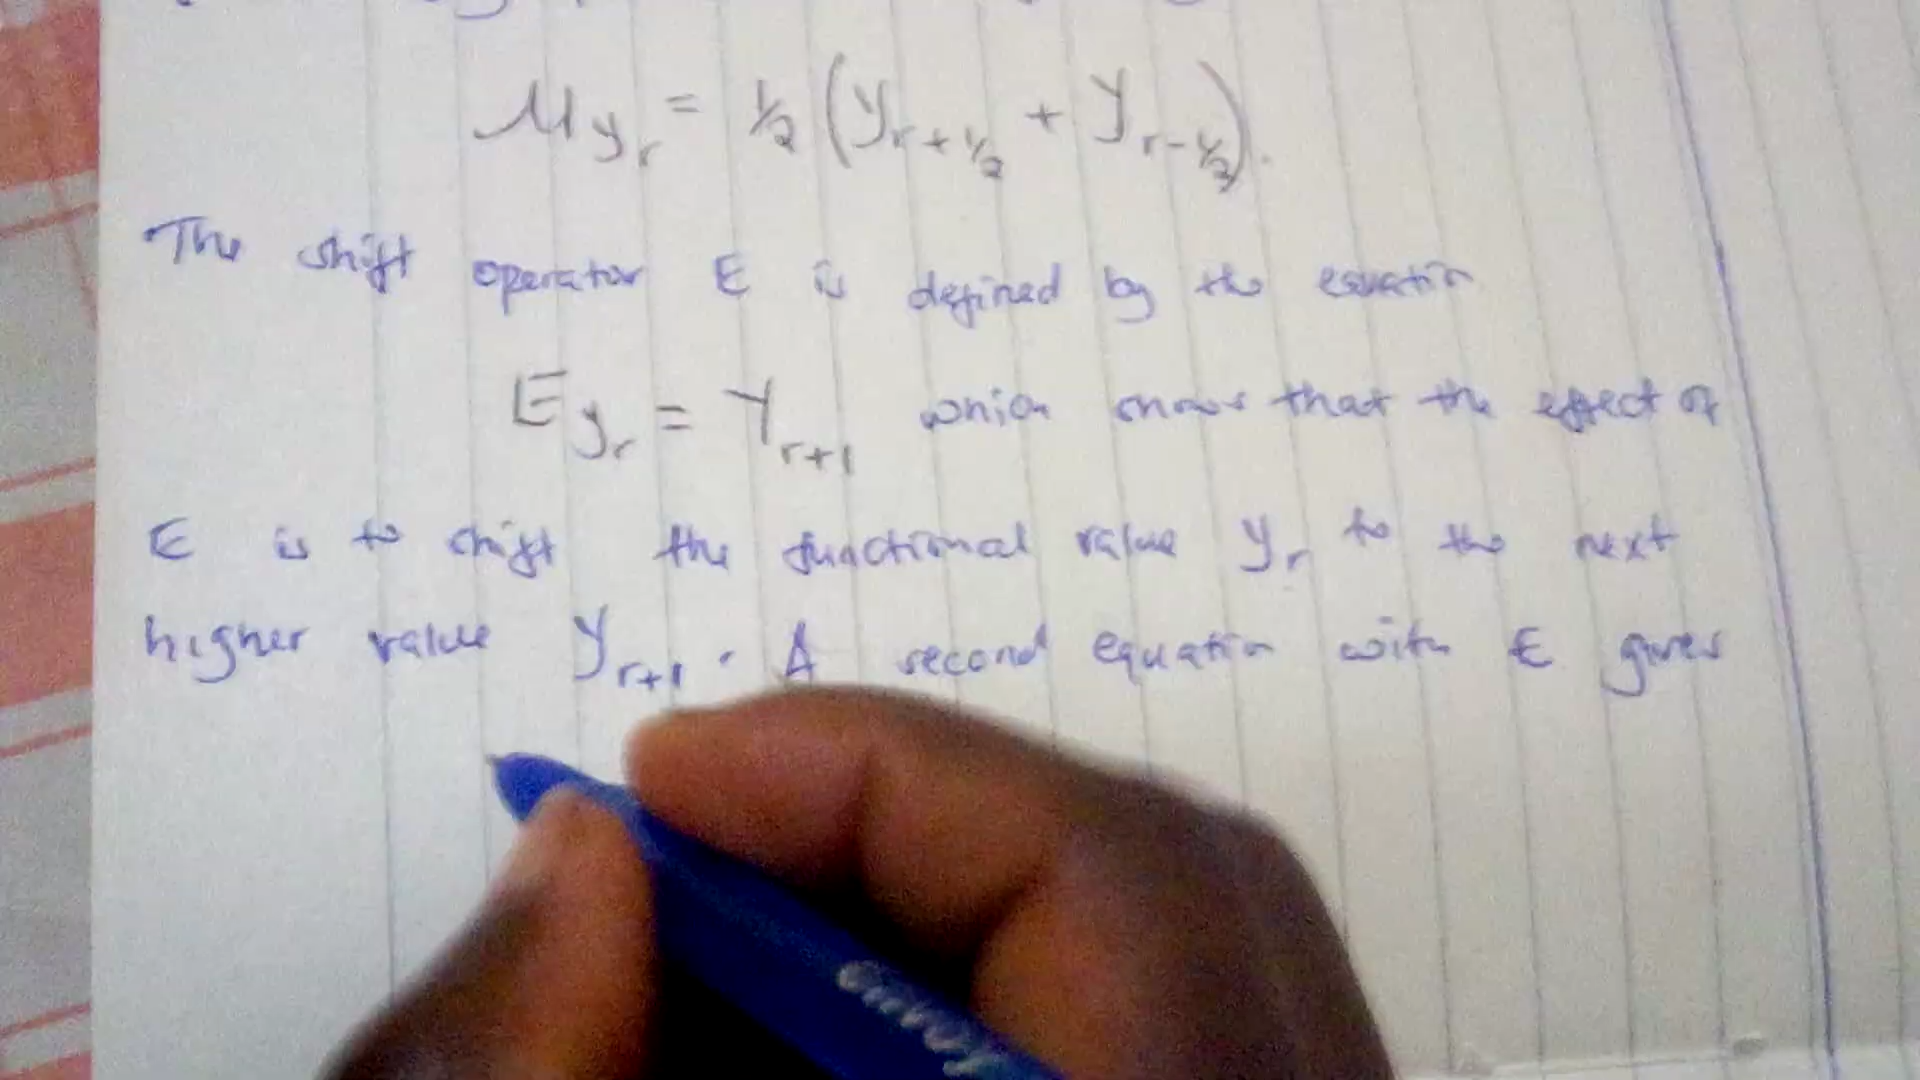 μy_r = 1/2 (y_{r+1/2} + y_{r-1/2}).
The shift operator E is defined by the equation
E y_r = y_{r+1} which shows that the effect of
E is to shift the functional value y_r to the next
higher value y_{r+1}. A second equation with E gives